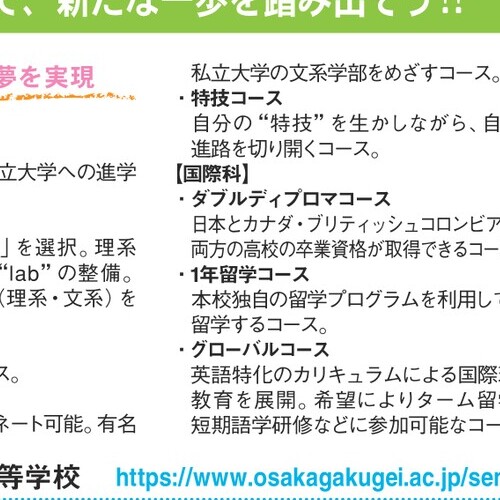 、新たな一歩を踏み出そう!!
夢を実現
立大学への進学
」を選択。理系
“lab”の整備。
(理系・文系)を
ス。
ネート可能。有名
私立大学の文系学部をめざすコース。
・特技コース
自分の“特技”を生かしながら、自
進路を切り開くコース。
【国際科】
・ダブルディプロマコース
日本とカナダ・ブリティッシュコロンビア
両方の高校の卒業資格が取得できるコー
・1年留学コース
本校独自の留学プログラムを利用して
留学するコース。
・グローバルコース
英語特化のカリキュラムによる国際
教育を展開。希望によりターム留
短期語学研修などに参加可能なコー
等学校 https://www.osakagakugei.ac.jp/sen